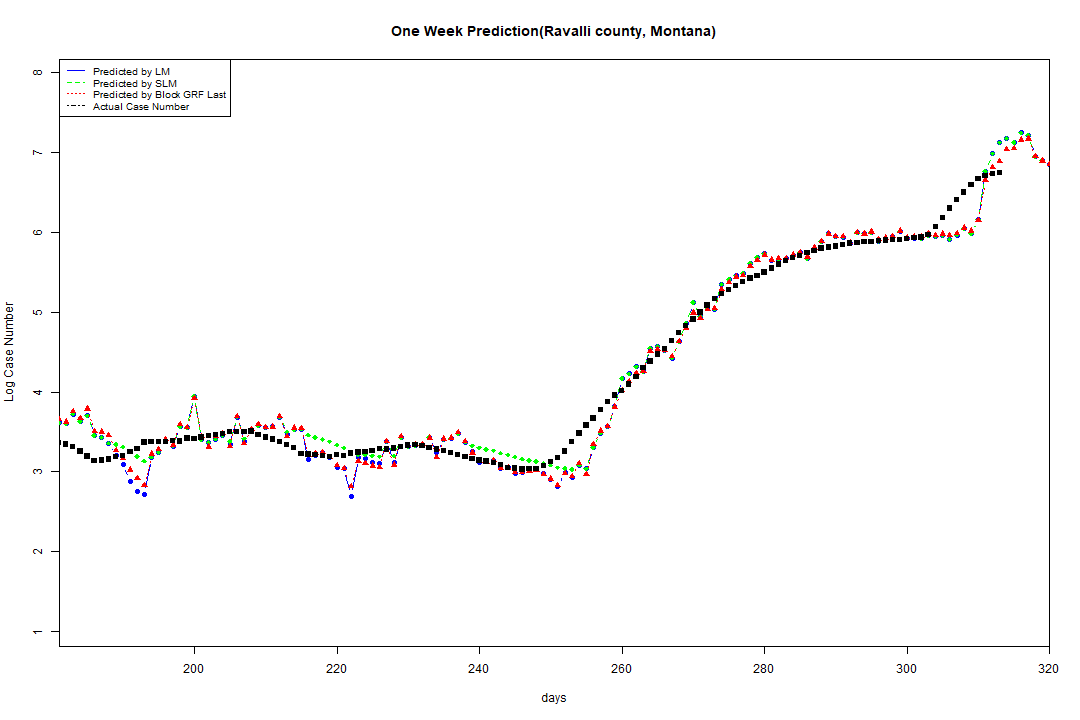 One Week Prediction(Ravalli county, Montana)
Predicted by LM
Predicted by SLM
Predicted by Block GRF Last
Actual Case Number
8
7
6
5
4
3
2
1
Log Case Number
200
220
240
260
280
300
320
days